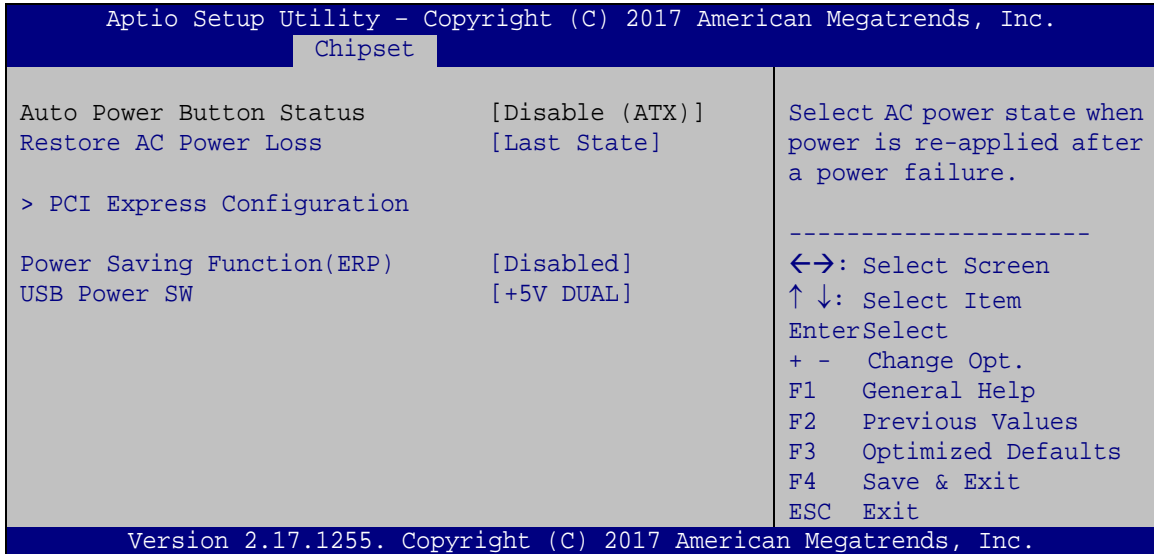 Aptio Setup Utility – Copyright (C) 2017 American Megatrends, Inc.
Chipset
Auto Power Button Status [Disable (ATX)]
Restore AC Power Loss [Last State]
> PCI Express Configuration
Power Saving Function(ERP) [Disabled]
USB Power SW [+5V DUAL]
Select AC power state when
power is re-applied after
a power failure.
---------------------
←→: Select Screen
↑ ↓: Select Item
EnterSelect
+ - Change Opt.
F1 General Help
F2 Previous Values
F3 Optimized Defaults
F4 Save & Exit
ESC Exit
Version 2.17.1255. Copyright (C) 2017 American Megatrends, Inc.